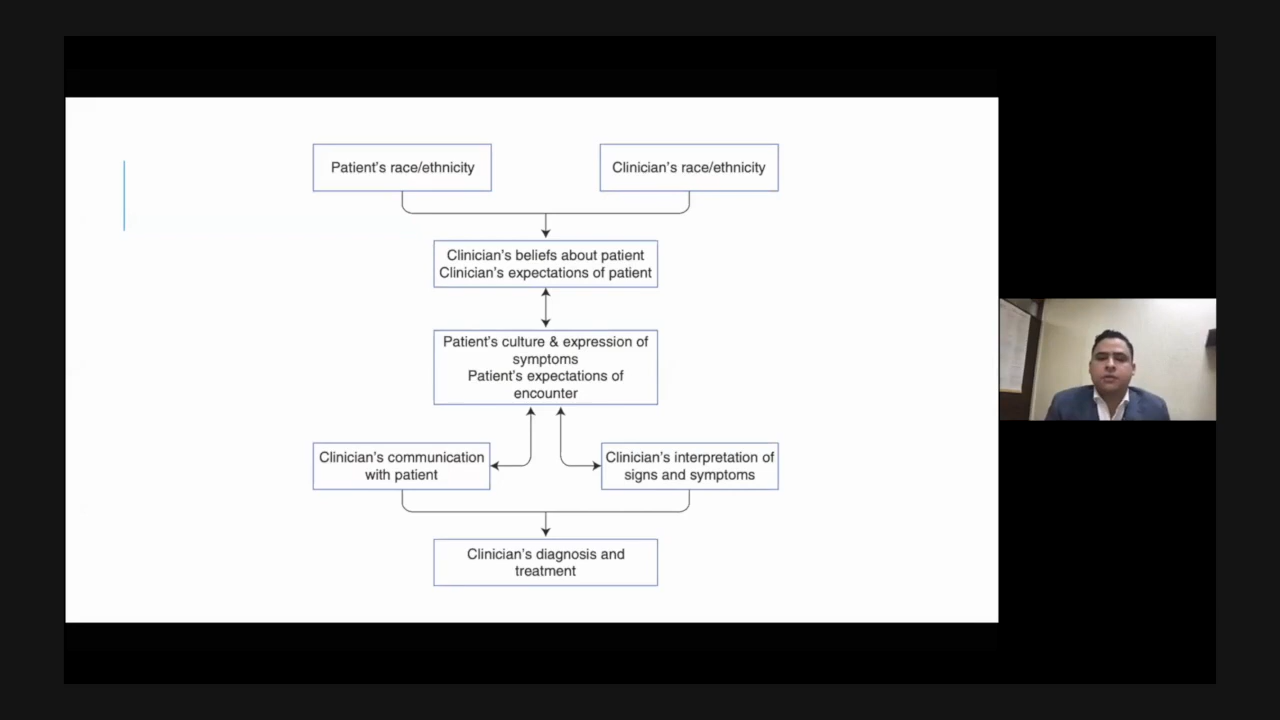 Patient's race/ethnicity
Clinician's race/ethnicity
Clinician's beliefs about patient
Clinician's expectations of patient
Patient's culture & expression of
symptoms
Patient's expectations of
encounter
Clinician's communication
with patient
Clinician's interpretation of
signs and symptoms
Clinician's diagnosis and
treatment